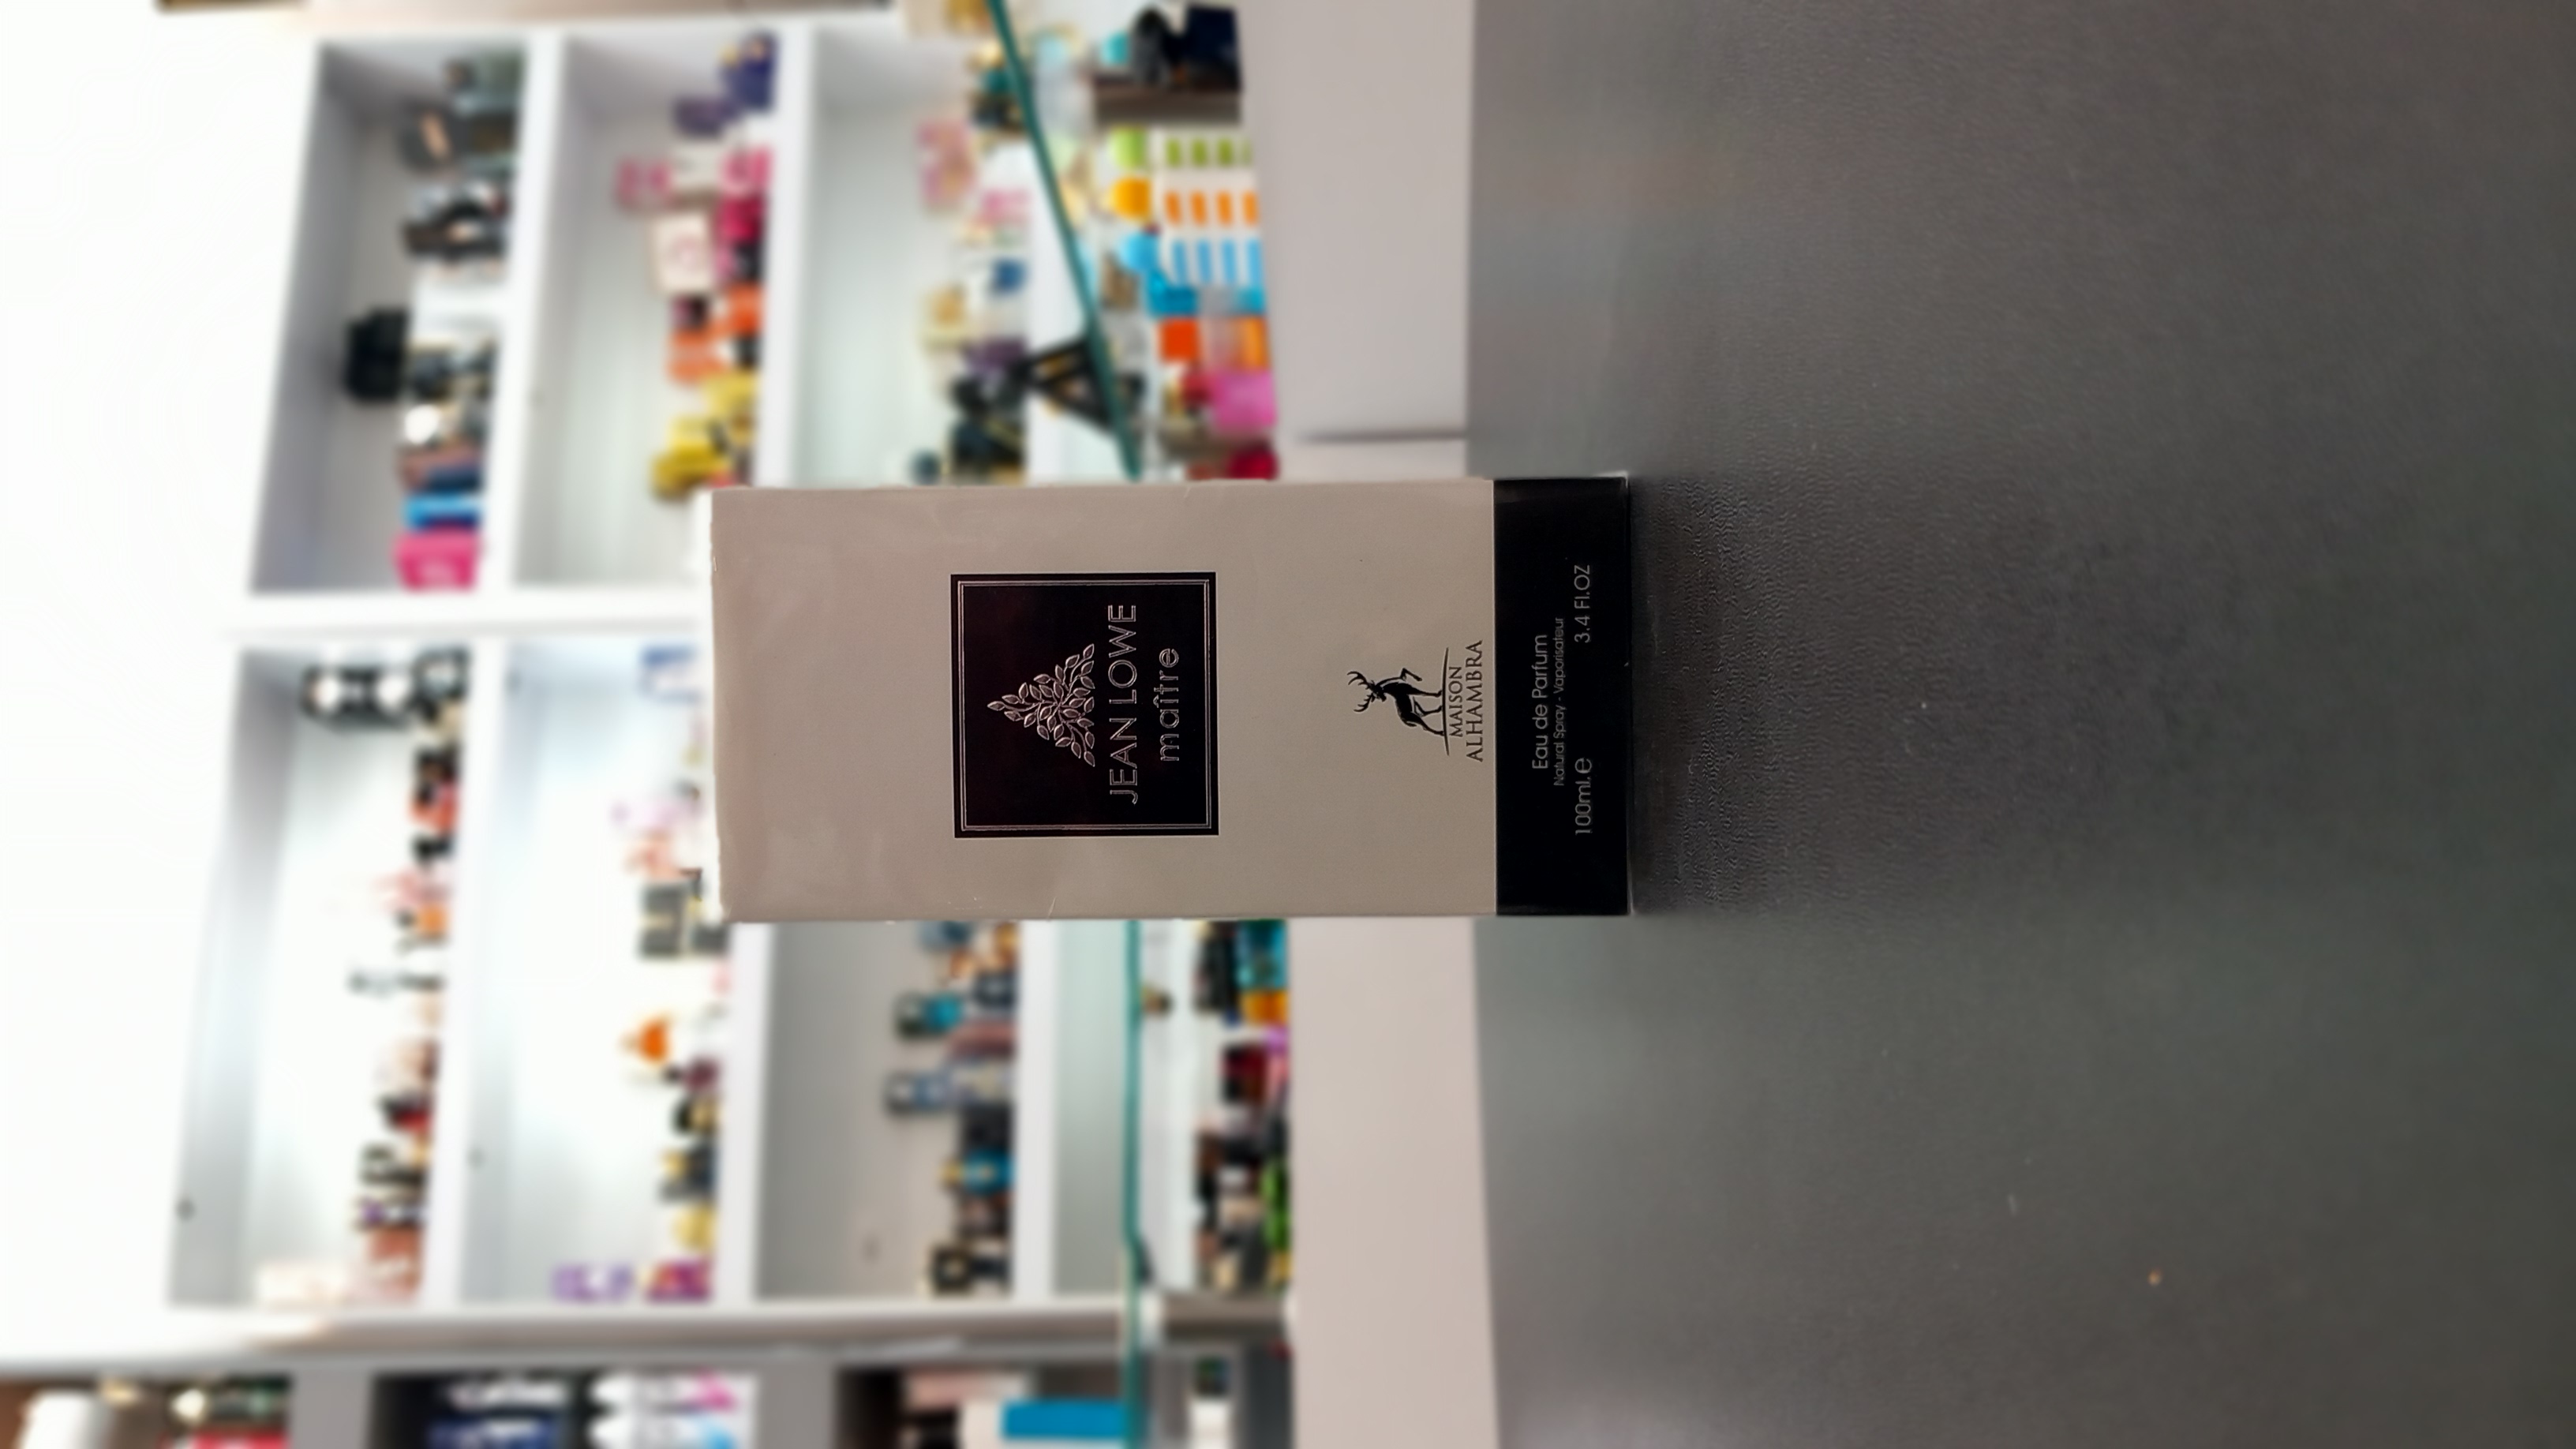 JEAN LOWE
maître
MAISON
ALHAMBRA
Eau de Parfum
Natural Spray - Vaporisateur
100ml.e 3.4 Fl.OZ